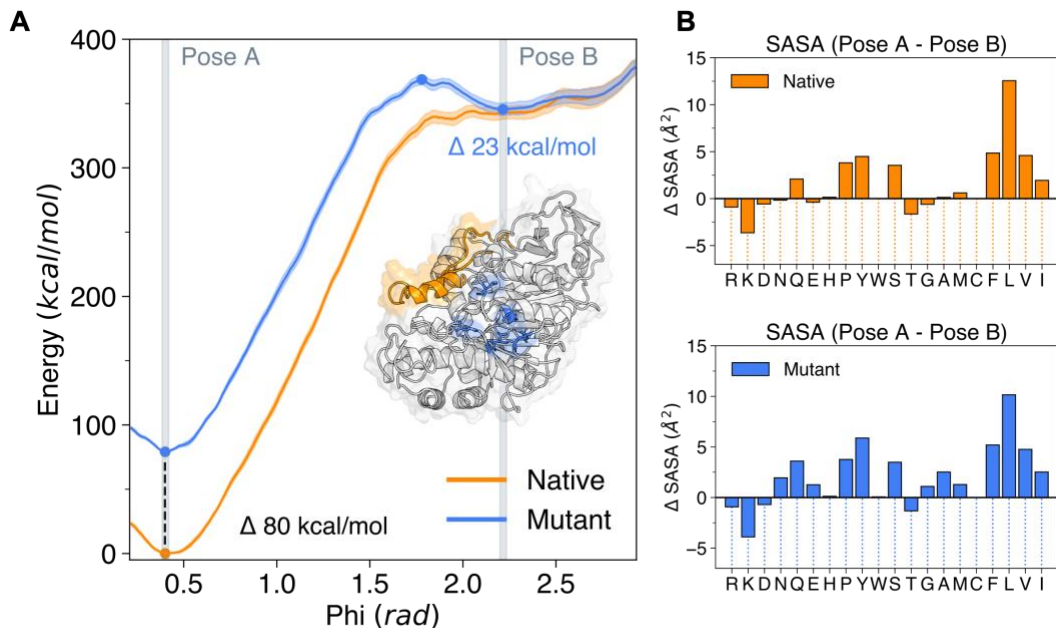 A
400
300
200
100
0
Energy (kcal/mol)
Pose A
Pose B
Δ 23 kcal/mol
Δ 80 kcal/mol
Native
Mutant
0.5 1.0 1.5 2.0 2.5
Phi (rad)
B
SASA (Pose A - Pose B)
15
10
5
0
−5
Δ SASA (Å²)
Native
R K D N Q E H P Y W S T G A M C F L V I
SASA (Pose A - Pose B)
15
10
5
0
−5
Δ SASA (Å²)
Mutant
R K D N Q E H P Y W S T G A M C F L V I